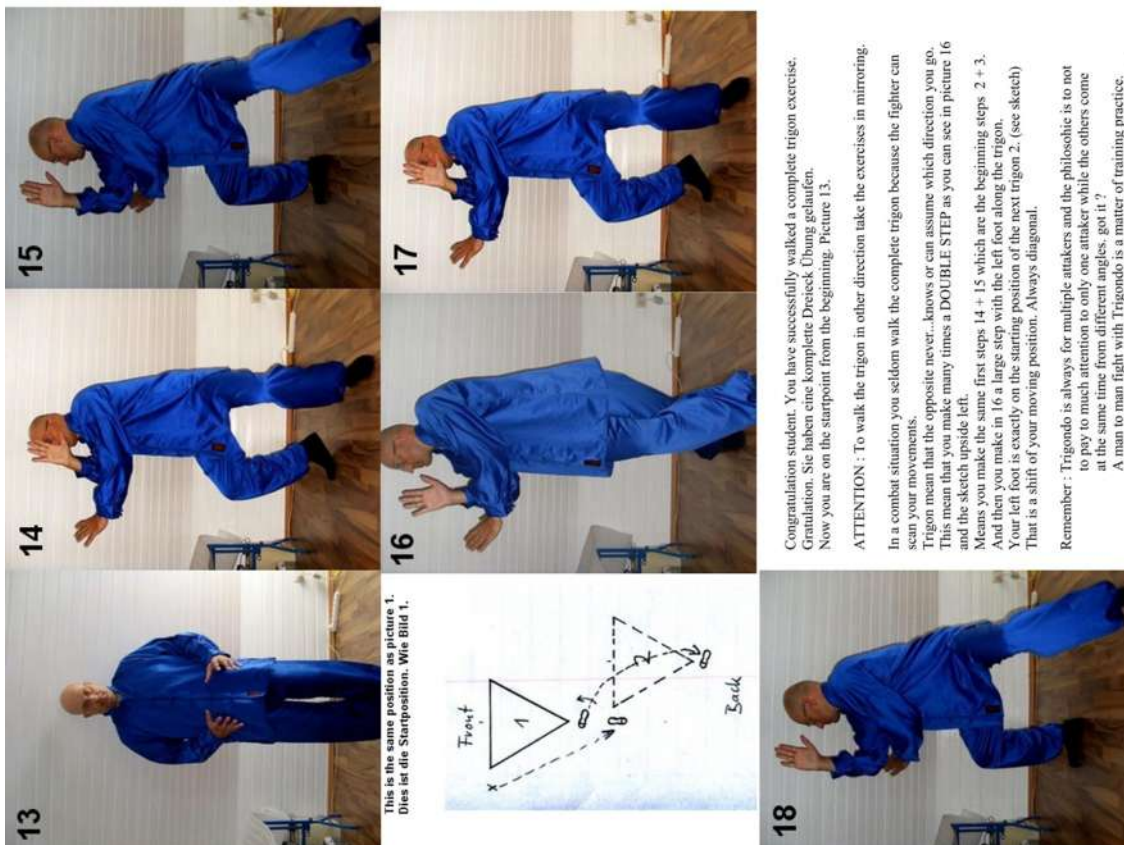 13
14
15
This is the same position as picture 1.
Dies ist die Startposition. Wie Bild 1.
Front
1
2
Back
16
17
18
Congratulation student. You have successfully walked a complete trigon exercise.
Gratulation. Sie haben eine komplette Dreieck Übung gelaufen.
Now you are on the startpoint from the beginning. Picture 13.
ATTENTION : To walk the trigon in other direction take the exercises in mirroring.
In a combat situation you seldom walk the complete trigon because the fighter can
scan your movements.
Trigon mean that the opposite never...knows or can assume which direction you go.
This mean that you make many times a DOUBLE STEP as you can see in picture 16
and the sketch upside left.
Means you make the same first steps 14 + 15 which are the beginning steps 2 + 3.
And then you make in 16 a large step with the left foot along the trigon.
Your left foot is exactly on the starting position of the next trigon 2. (see sketch)
That is a shift of your moving position. Always diagonal.
Remember : Trigondo is always for multiple attakers and the philosohie is to not
to pay to much attention to only one attaker while the others come
at the same time from different angles. got it ?
A man to man fight with Trigondo is a matter of training practice.